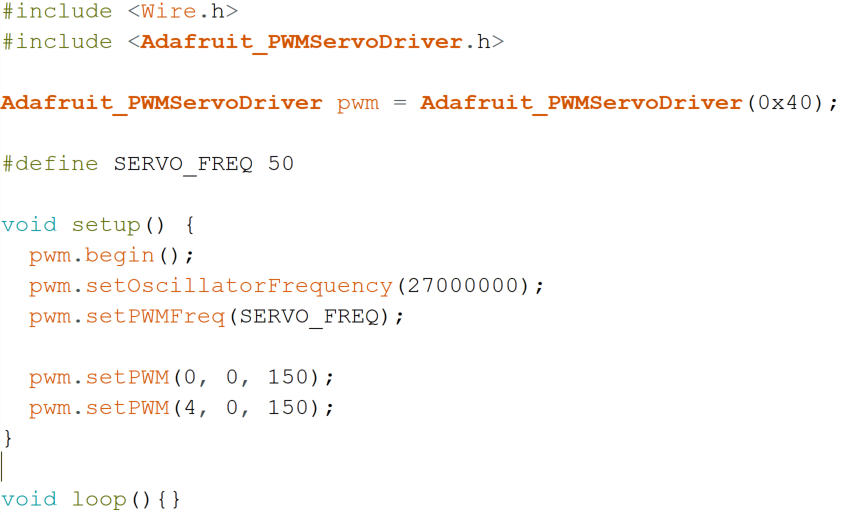 #include <Wire.h>
#include <Adafruit_PWMServoDriver.h>
Adafruit_PWMServoDriver pwm = Adafruit_PWMServoDriver(0x40);
#define SERVO_FREQ 50
void setup() {
pwm.begin();
pwm.setOscillatorFrequency(27000000);
pwm.setPWMFreq(SERVO_FREQ);
pwm.setPWM(0, 0, 150);
pwm.setPWM(4, 0, 150);
}
void loop(){}